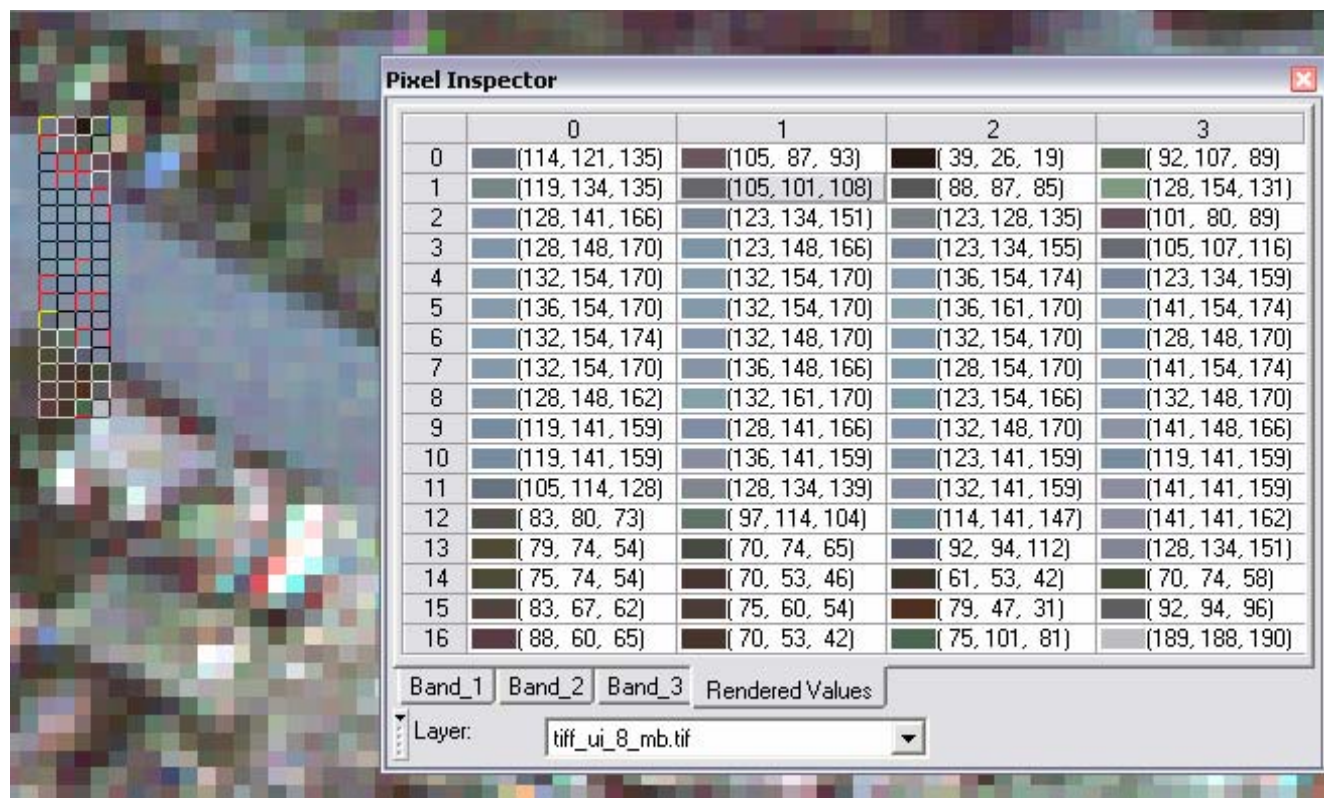 Pixel Inspector
0 1 2 3
0 (114, 121, 135) (105, 87, 93) ( 39, 26, 19) ( 92, 107, 89)
1 (119, 134, 135) (105, 101, 108) ( 88, 87, 85) (128, 154, 131)
2 (128, 141, 166) (123, 134, 151) (123, 128, 135) (101, 80, 89)
3 (128, 148, 170) (123, 148, 166) (123, 134, 155) (105, 107, 116)
4 (132, 154, 170) (132, 154, 170) (136, 154, 174) (123, 134, 159)
5 (136, 154, 170) (132, 154, 170) (136, 161, 170) (141, 154, 174)
6 (132, 154, 174) (132, 148, 170) (132, 154, 170) (128, 148, 170)
7 (132, 154, 170) (136, 148, 166) (128, 154, 170) (141, 154, 174)
8 (128, 148, 162) (132, 161, 170) (123, 154, 166) (132, 148, 170)
9 (119, 141, 159) (128, 141, 166) (132, 148, 170) (141, 148, 166)
10 (119, 141, 159) (136, 141, 159) (123, 141, 159) (119, 141, 159)
11 (105, 114, 128) (128, 134, 139) (132, 141, 159) (141, 141, 159)
12 ( 83, 80, 73) ( 97, 114, 104) (114, 141, 147) (141, 141, 162)
13 ( 79, 74, 54) ( 70, 74, 65) ( 92, 94, 112) (128, 134, 151)
14 ( 75, 74, 54) ( 70, 53, 46) ( 61, 53, 42) ( 70, 74, 58)
15 ( 83, 67, 62) ( 75, 60, 54) ( 79, 47, 31) ( 92, 94, 96)
16 ( 88, 60, 65) ( 70, 53, 42) ( 75, 101, 81) (189, 188, 190)
Band_1 Band_2 Band_3 Rendered Values
Layer: tiff_ui_8_mb.tif